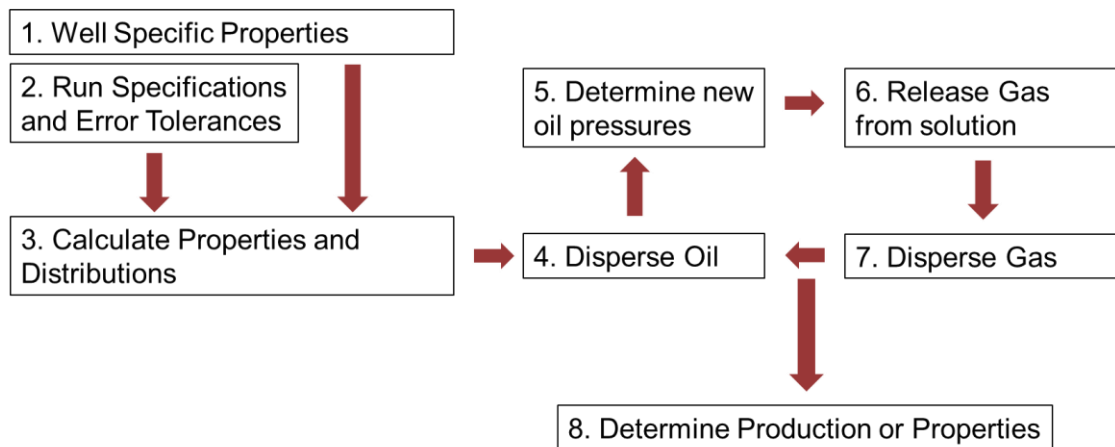 1. Well Specific Properties
2. Run Specifications
and Error Tolerances
3. Calculate Properties and
Distributions
4. Disperse Oil
5. Determine new
oil pressures
6. Release Gas
from solution
7. Disperse Gas
8. Determine Production or Properties